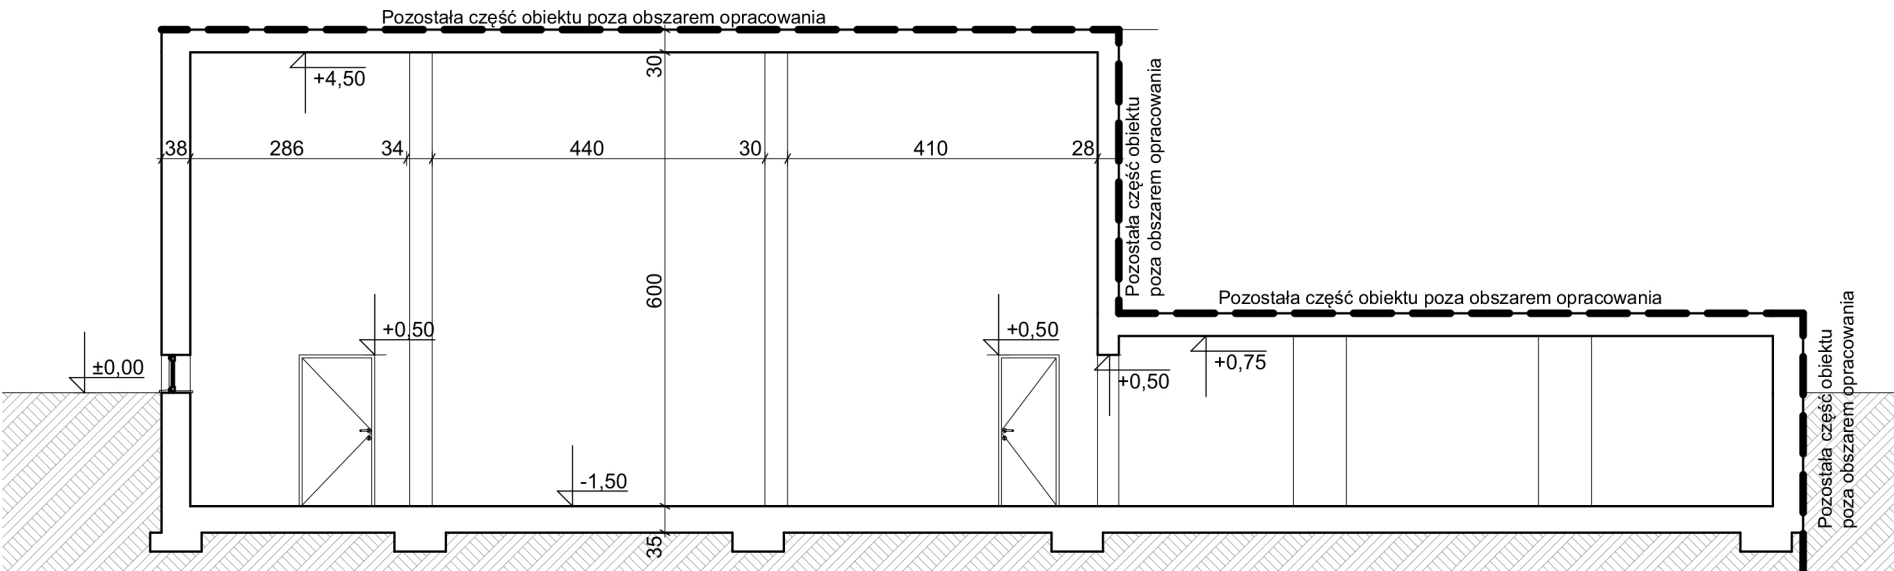 Pozostała część obiektu poza obszarem opracowania
30
+4,50
Pozostała część obiektu
poza obszarem opracowania
38 286 34 440 30 410 28
600
Pozostała część obiektu poza obszarem opracowania
+0,50
+0,50
±0,00
+0,75
+0,50
Pozostała część obiektu
poza obszarem opracowania
-1,50
35